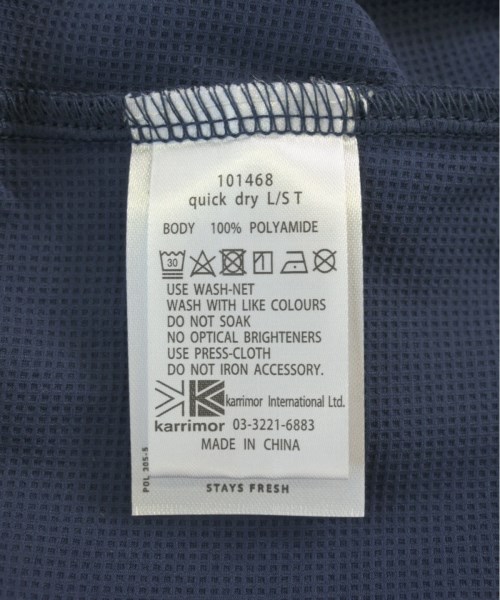 101468
quick dry L/S T
BODY 100% POLYAMIDE
30
USE WASH-NET
WASH WITH LIKE COLOURS
DO NOT SOAK
NO OPTICAL BRIGHTENERS
USE PRESS-CLOTH
DO NOT IRON ACCESSORY.
karrimor International Ltd.
karrimor 03-3221-6883
MADE IN CHINA
POL 305-5
STAYS FRESH